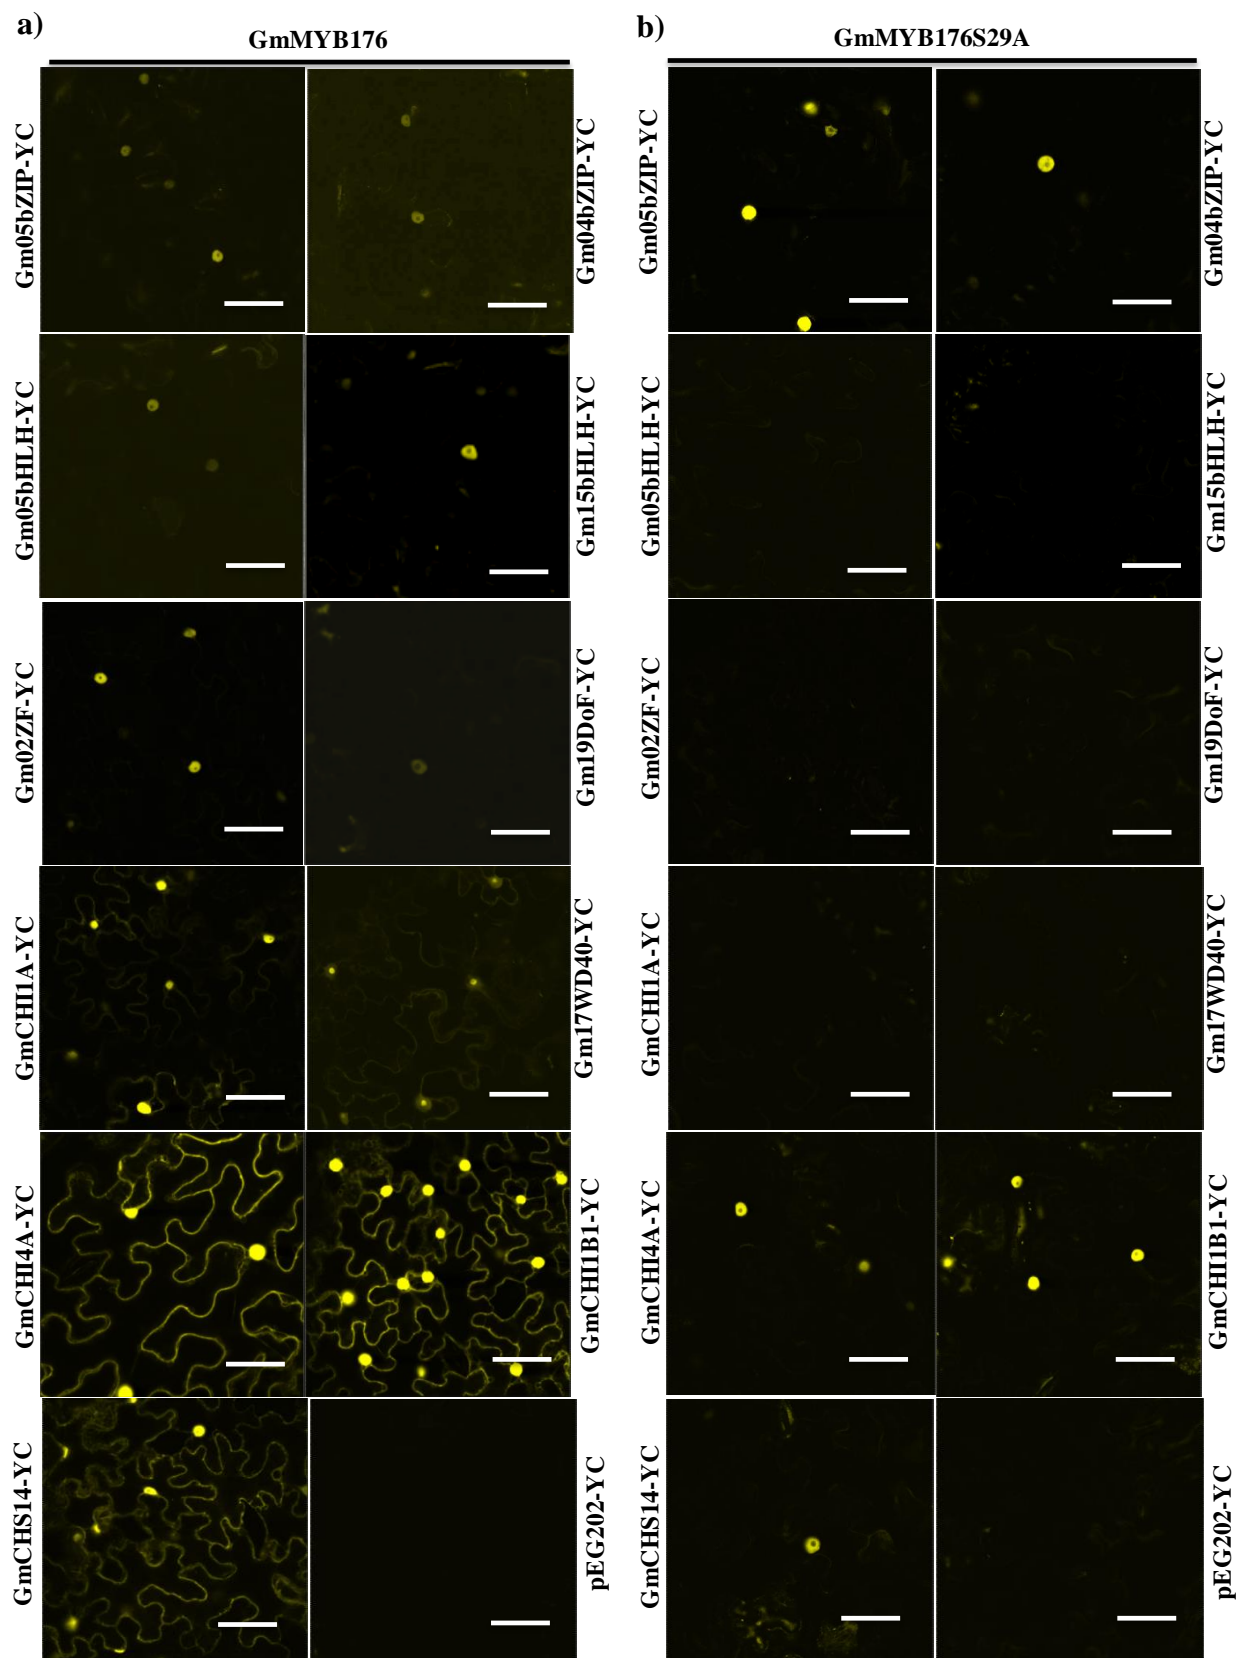 a)
GmMYB176
Gm05bZIP-YC
Gm04bZIP-YC
Gm05bHLH-YC
Gm15bHLH-YC
Gm02ZF-YC
Gm19DoF-YC
GmCHI1A-YC
Gm17WD40-YC
GmCHI4A-YC
GmCHI1B1-YC
GmCHS14-YC
pEG202-YC
b)
GmMYB176S29A
Gm05bZIP-YC
Gm04bZIP-YC
Gm05bHLH-YC
Gm15bHLH-YC
Gm02ZF-YC
Gm19DoF-YC
GmCHI1A-YC
Gm17WD40-YC
GmCHI4A-YC
GmCHI1B1-YC
GmCHS14-YC
pEG202-YC